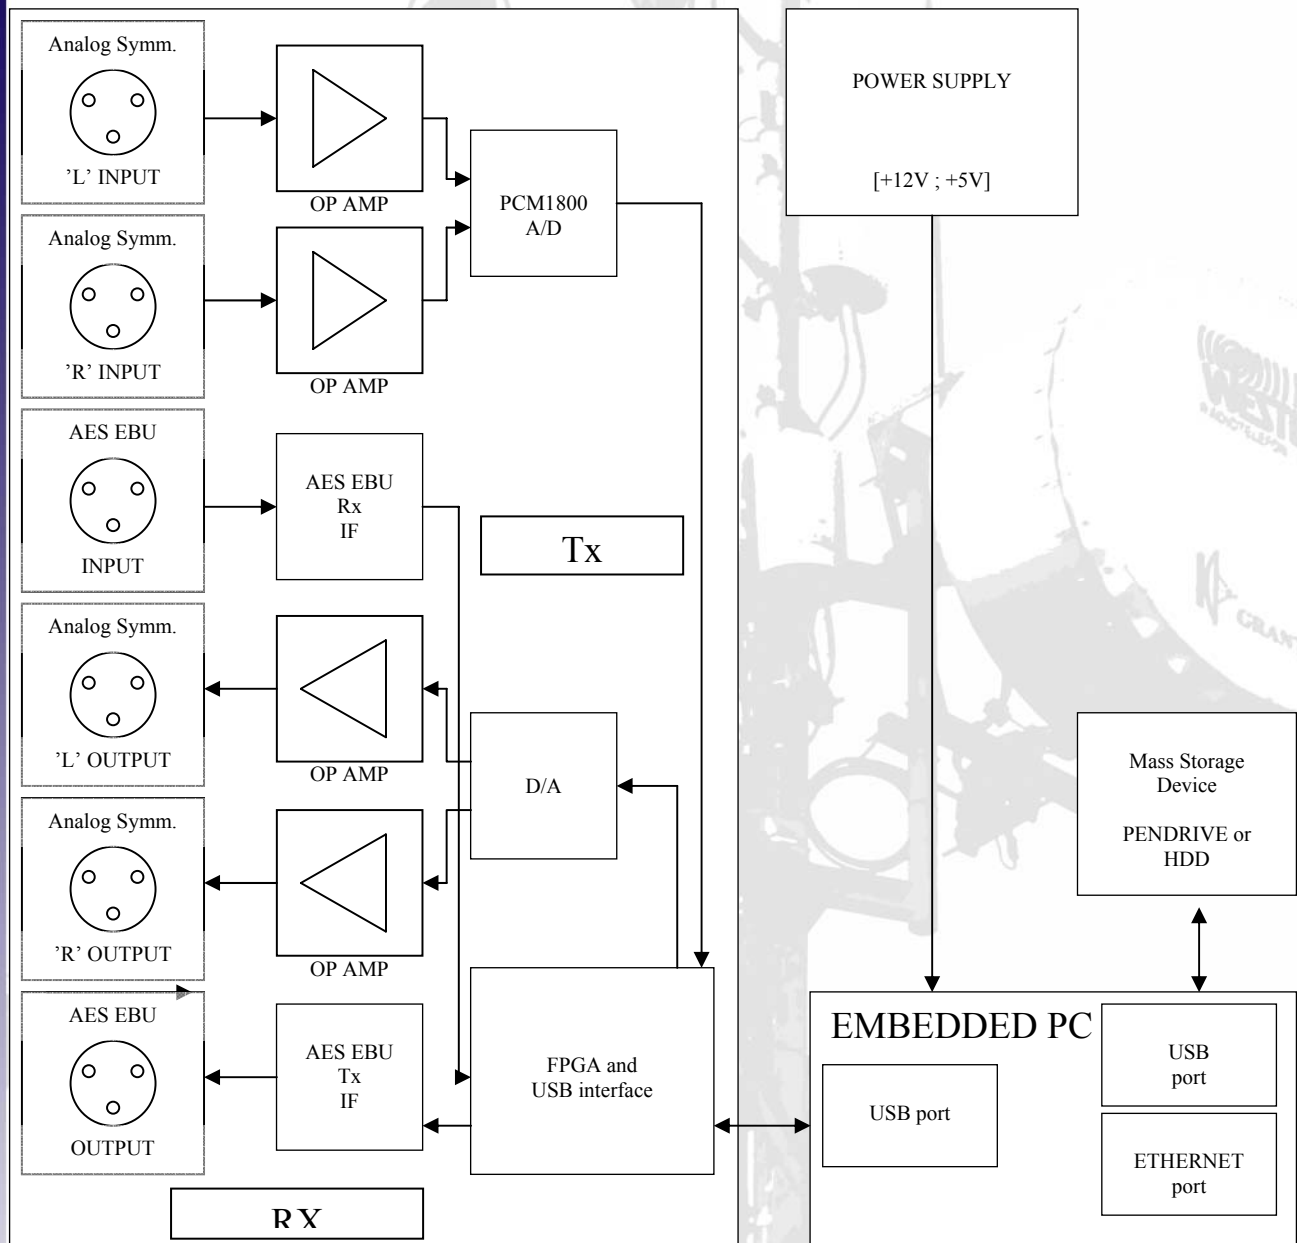 Analog Symm.
’L’ INPUT
OP AMP
PCM1800
A/D
Analog Symm.
’R’ INPUT
OP AMP
AES EBU
INPUT
AES EBU
Rx
IF
Tx
Analog Symm.
’L’ OUTPUT
OP AMP
D/A
Analog Symm.
’R’ OUTPUT
OP AMP
AES EBU
OUTPUT
AES EBU
Tx
IF
FPGA and
USB interface
RX
POWER SUPPLY
[+12V ; +5V]
Mass Storage
Device
PENDRIVE or
HDD
EMBEDDED PC
USB port
USB
port
ETHERNET
port